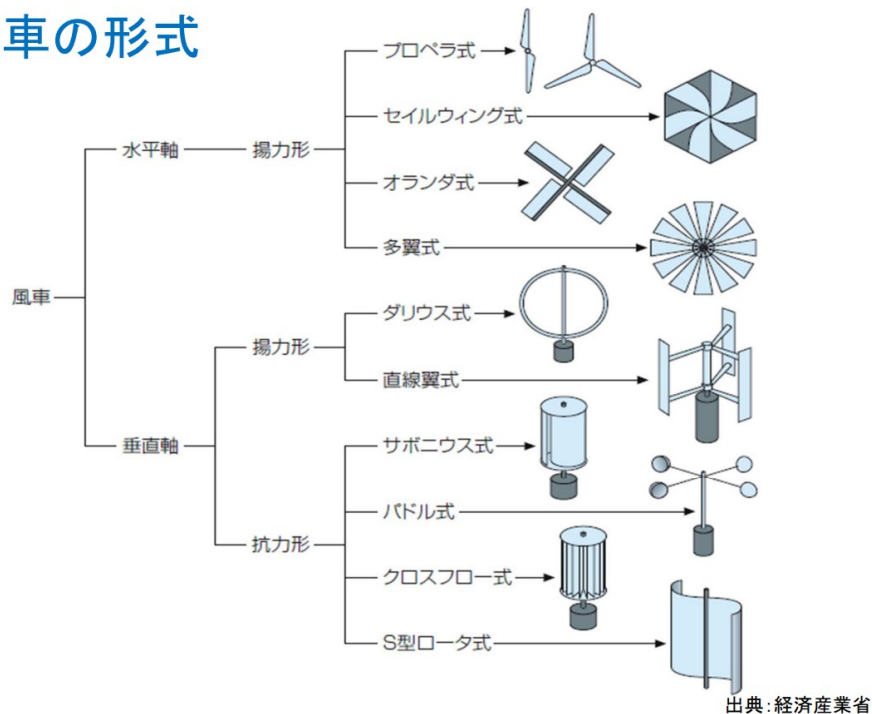 車の形式
プロペラ式
セイルウィング式
水平軸
揚力形
オランダ式
多翼式
風車
ダリウス式
揚力形
直線翼式
垂直軸
サボニウス式
パドル式
抗力形
クロスフロー式
S型ロータ式
出典:経済産業省